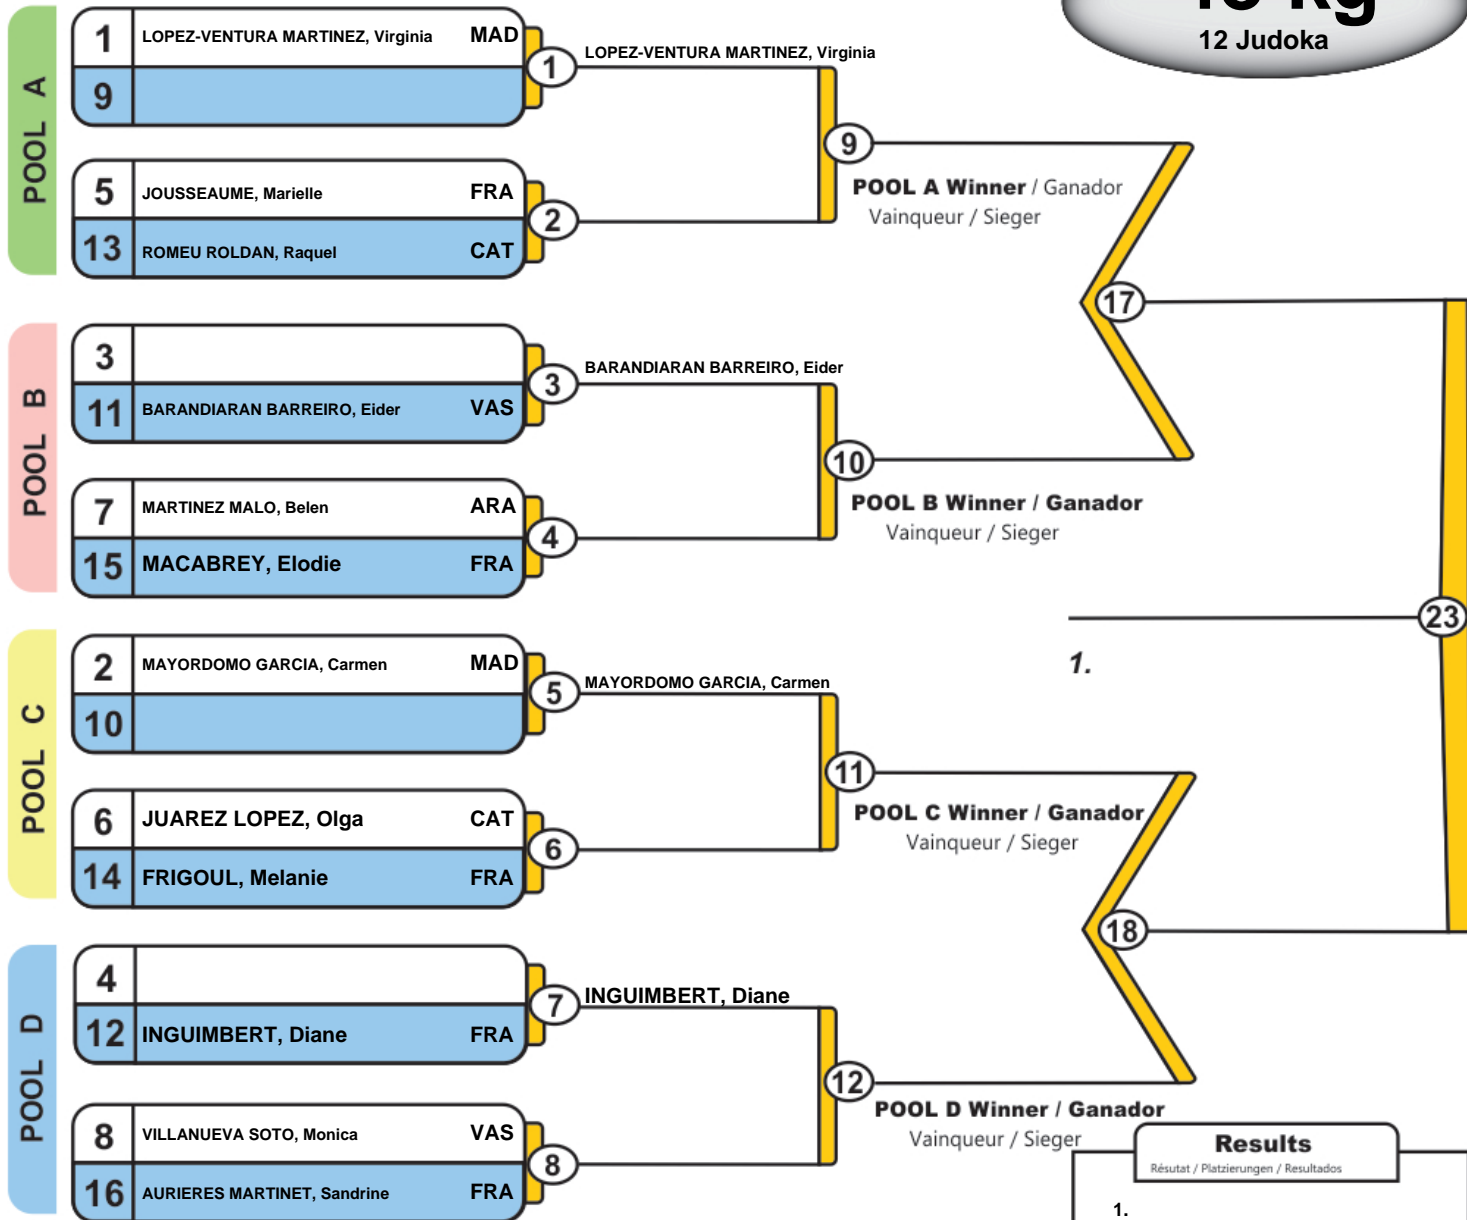 12 Judoka
POOL A
1 LOPEZ-VENTURA MARTINEZ, Virginia MAD
9
1
LOPEZ-VENTURA MARTINEZ, Virginia
5 JOUSSEAUME, Marielle FRA
13 ROMEU ROLDAN, Raquel CAT
2
9
POOL A Winner / Ganador
Vainqueur / Sieger
17
POOL B
3
11 BARANDIARAN BARREIRO, Eider VAS
3
BARANDIARAN BARREIRO, Eider
7 MARTINEZ MALO, Belen ARA
15 MACABREY, Elodie FRA
4
10
POOL B Winner / Ganador
Vainqueur / Sieger
23
1.
POOL C
2 MAYORDOMO GARCIA, Carmen MAD
10
5
MAYORDOMO GARCIA, Carmen
6 JUAREZ LOPEZ, Olga CAT
14 FRIGOUL, Melanie FRA
6
11
POOL C Winner / Ganador
Vainqueur / Sieger
18
POOL D
4
12 INGUIMBERT, Diane FRA
7
INGUIMBERT, Diane
8 VILLANUEVA SOTO, Monica VAS
16 AURIERES MARTINET, Sandrine FRA
8
12
POOL D Winner / Ganador
Vainqueur / Sieger
Results
Résutat / Platzierungen / Resultados
1.